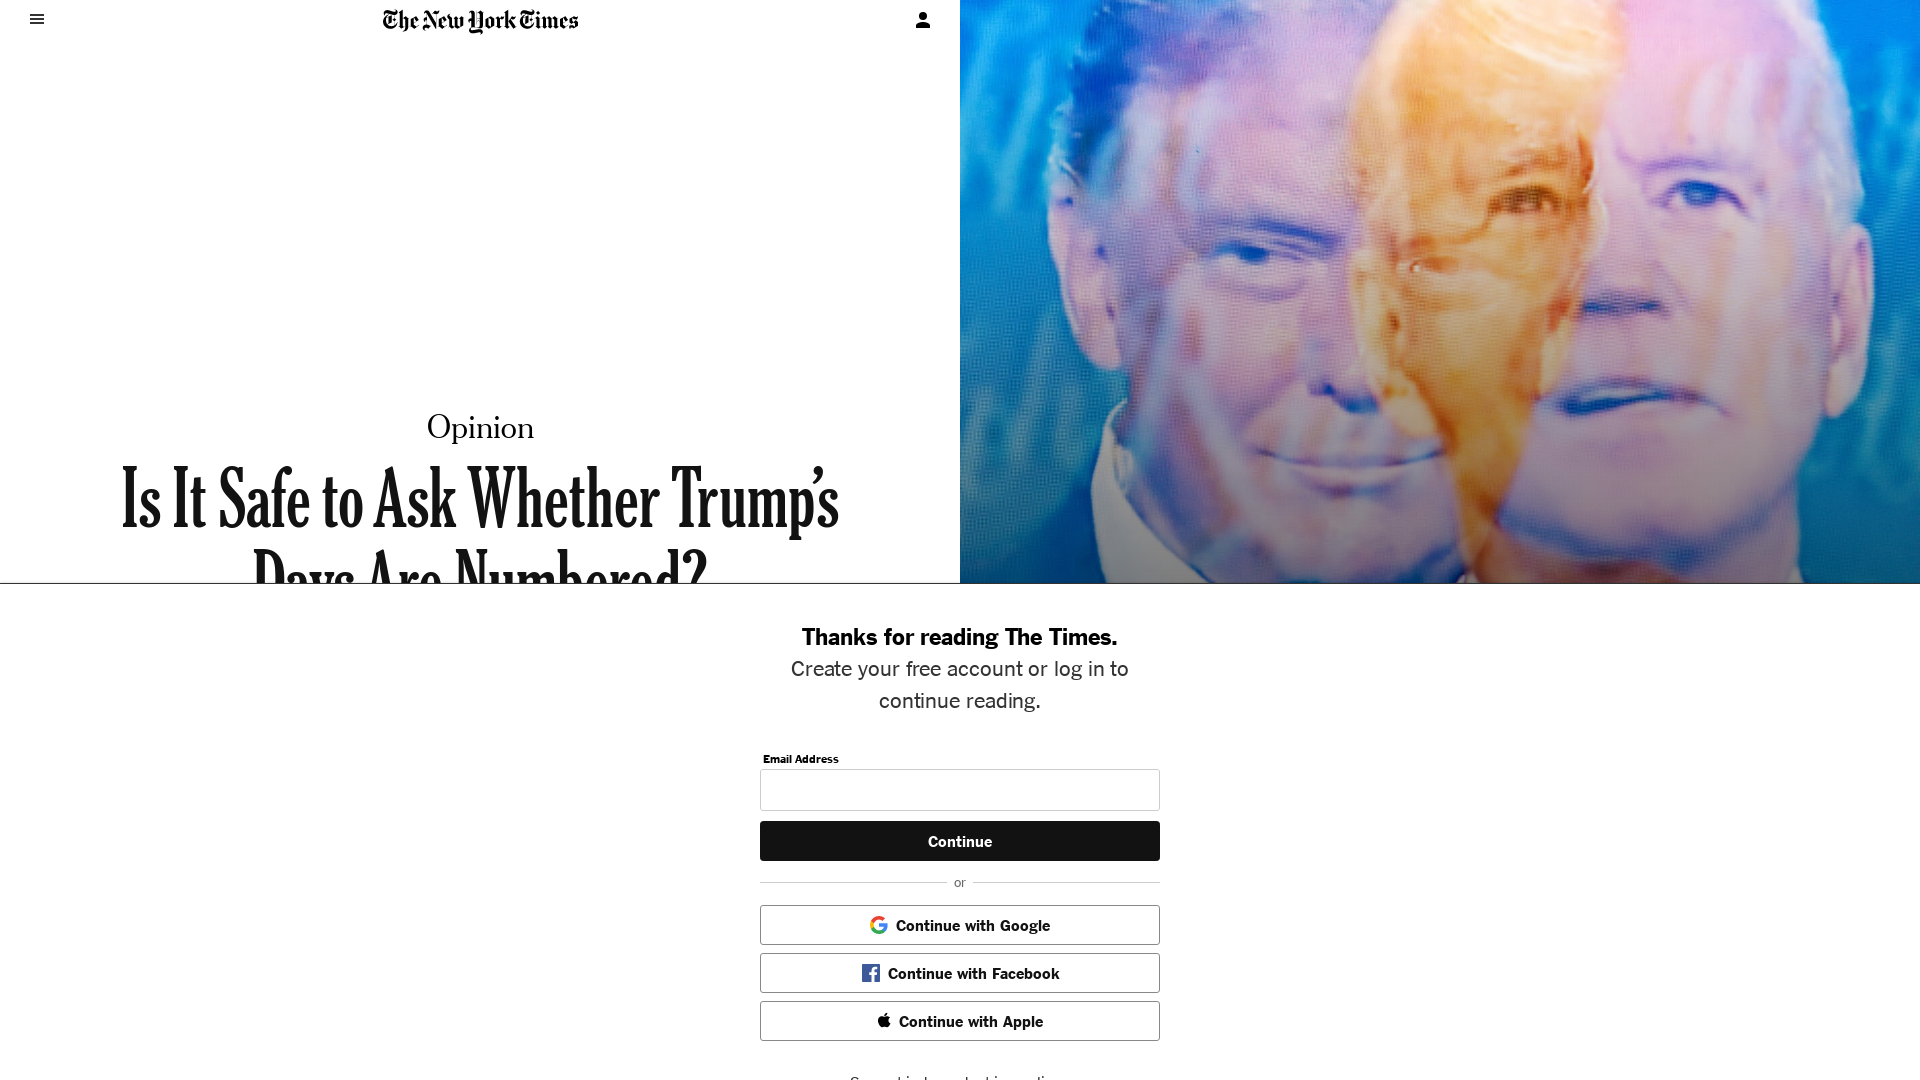 The New York Times
Opinion
Is It Safe to Ask Whether Trump's
Days Are Numbered?
Thanks for reading The Times.
Create your free account or log in to
continue reading.
Email Address
Continue
or
Continue with Google
Continue with Facebook
Continue with Apple